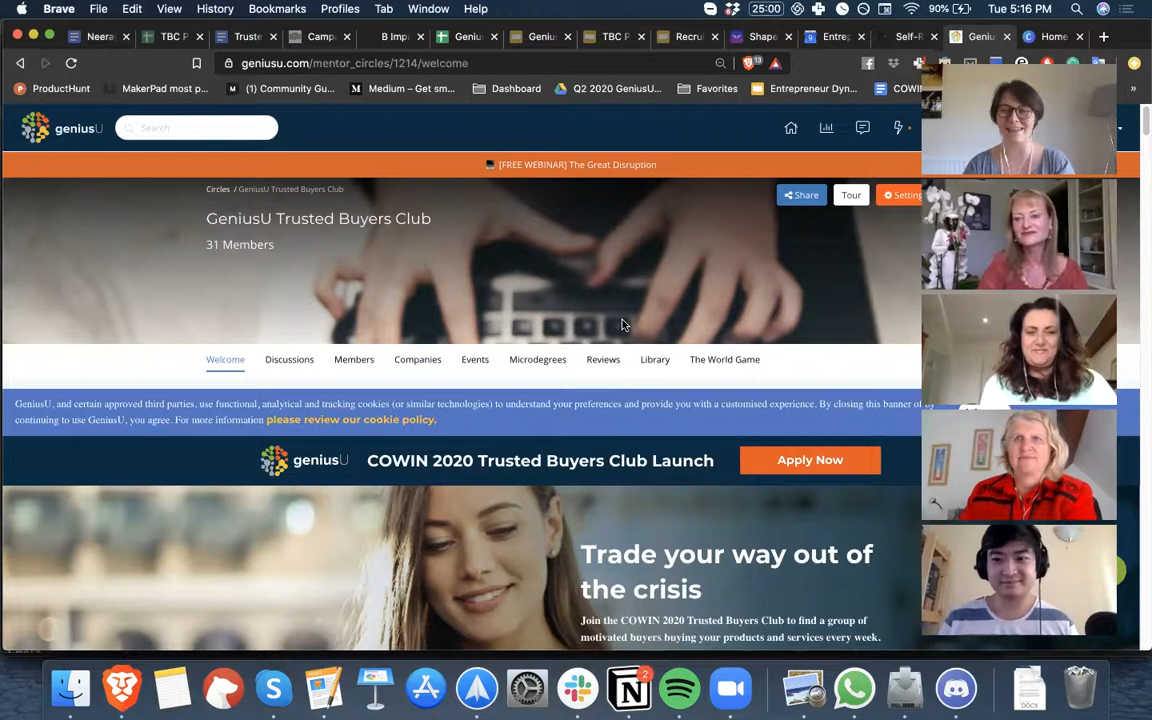 Brave File Edit View History Bookmarks Profiles Tab Window Help 25:00 90% Tue 5:16 PM
Neera TBC P Truste Camp B Imp Geniu Geniu TBC P Recrui Shape Entrep Self-R Geniu Home
geniusu.com/mentor_circles/1214/welcome 13
ProductHunt MakerPad most p... (1) Community Gu... Medium – Get sm... Dashboard Q2 2020 GeniusU... Favorites Entrepreneur Dyn... COWIN
geniusU Search
[FREE WEBINAR] The Great Disruption
Circles / GeniusU Trusted Buyers Club
Share Tour Setting
GeniusU Trusted Buyers Club
31 Members
Welcome Discussions Members Companies Events Microdegrees Reviews Library The World Game
GeniusU, and certain approved third parties, use functional, analytical and tracking cookies (or similar technologies) to understand your preferences and provide you with a customised experience. By closing this banner or by
continuing to use GeniusU, you agree. For more information please review our cookie policy.
geniusU COWIN 2020 Trusted Buyers Club Launch Apply Now
Trade your way out of
the crisis
Join the COWIN 2020 Trusted Buyers Club to find a group of
motivated buyers buying your products and services every week.
2
DOCX